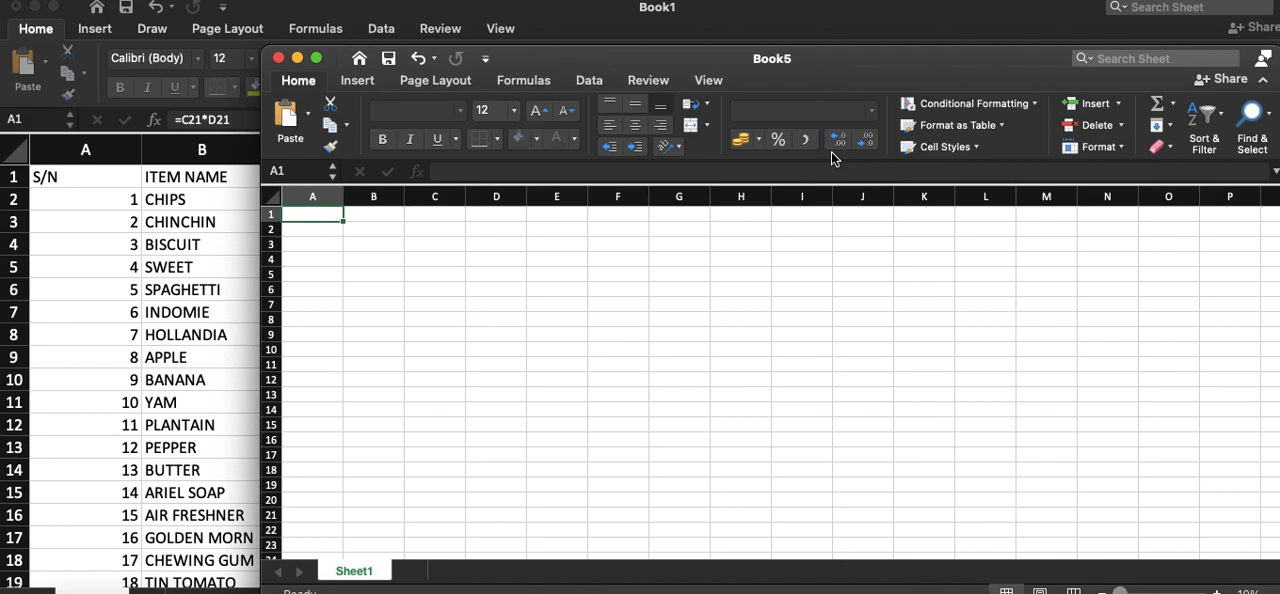 Book1
Search Sheet
Home Insert Draw Page Layout Formulas Data Review View
Share
Paste
Calibri (Body) 12
B I U
A1 fx =C21*D21
A B
1 S/N ITEM NAME
2 1 CHIPS
3 2 CHINCHIN
4 3 BISCUIT
5 4 SWEET
6 5 SPAGHETTI
7 6 INDOMIE
8 7 HOLLANDIA
9 8 APPLE
10 9 BANANA
11 10 YAM
12 11 PLANTAIN
13 12 PEPPER
14 13 BUTTER
15 14 ARIEL SOAP
16 15 AIR FRESHNER
17 16 GOLDEN MORN
18 17 CHEWING GUM
19 18 TIN TOMATO
Book5
Search Sheet
Home Insert Page Layout Formulas Data Review View
Share
Paste
12 A A
B I U A
% )
Conditional Formatting
Format as Table
Cell Styles
Insert
Delete
Format
Sort &
Filter
Find &
Select
A1 fx
A B C D E F G H I J K L M N O P
1
2
3
4
5
6
7
8
9
10
11
12
13
14
15
16
17
18
19
20
21
22
23
Sheet1
Ready